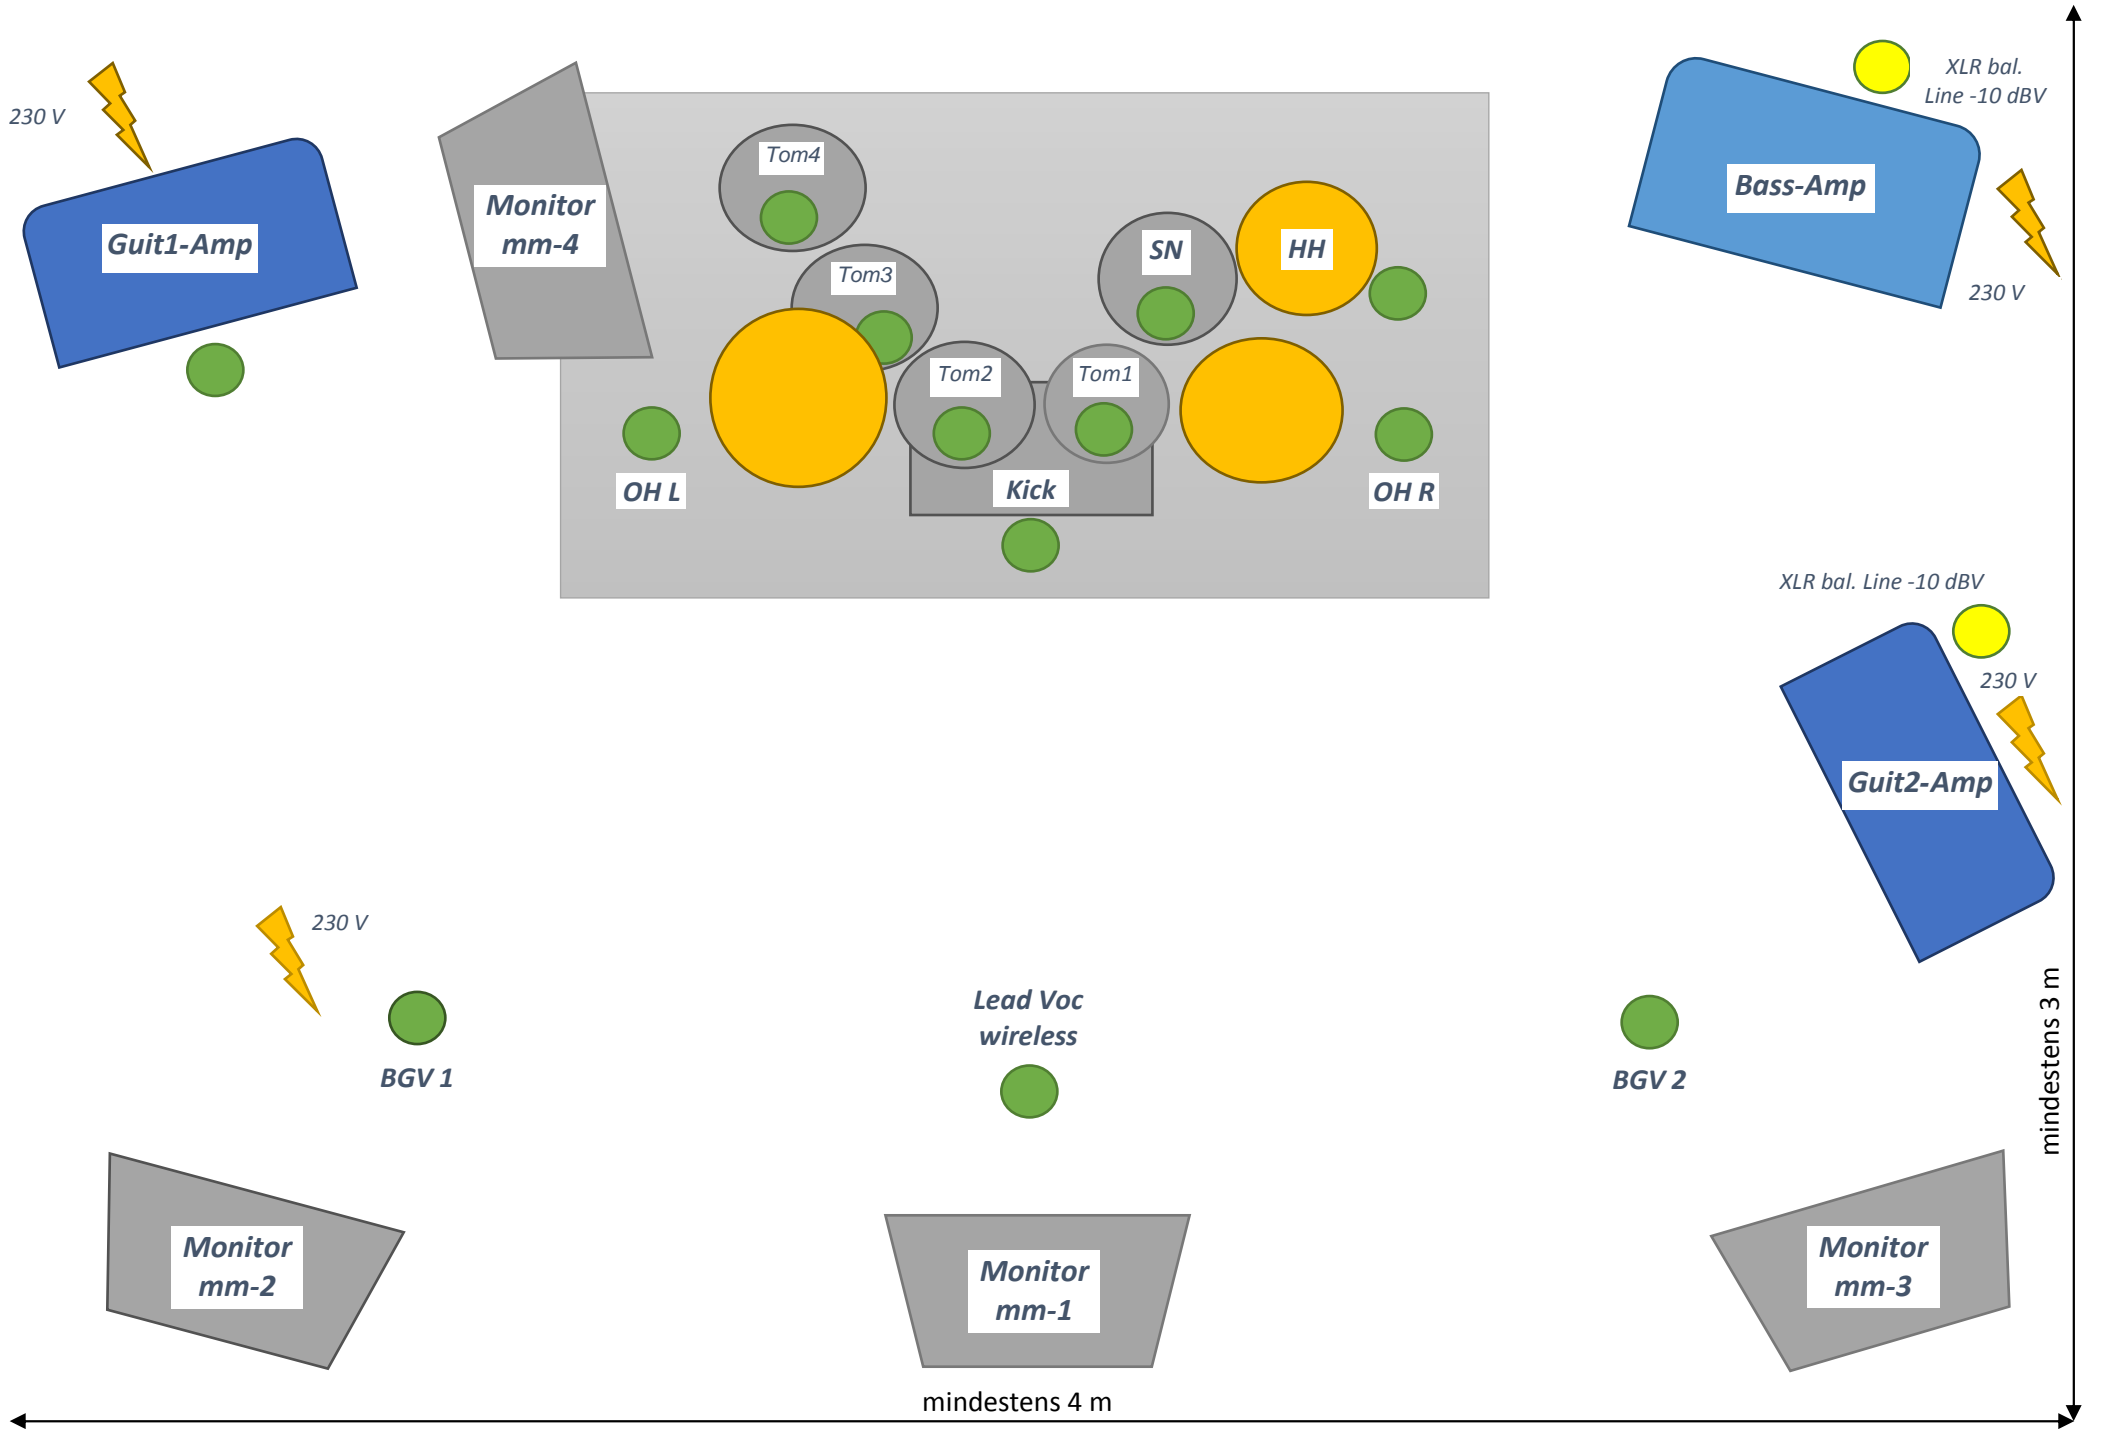 XLR bal.
Line -10 dBV
230 V
Tom4
Bass-Amp
Monitor
mm-4
Guit1-Amp
SN
HH
Tom3
230 V
Tom2
Tom1
OH L
Kick
OH R
XLR bal. Line -10 dBV
230 V
Guit2-Amp
230 V
Lead Voc
wireless
BGV 1
BGV 2
mindestens 3 m
Monitor
mm-2
Monitor
mm-1
Monitor
mm-3
mindestens 4 m